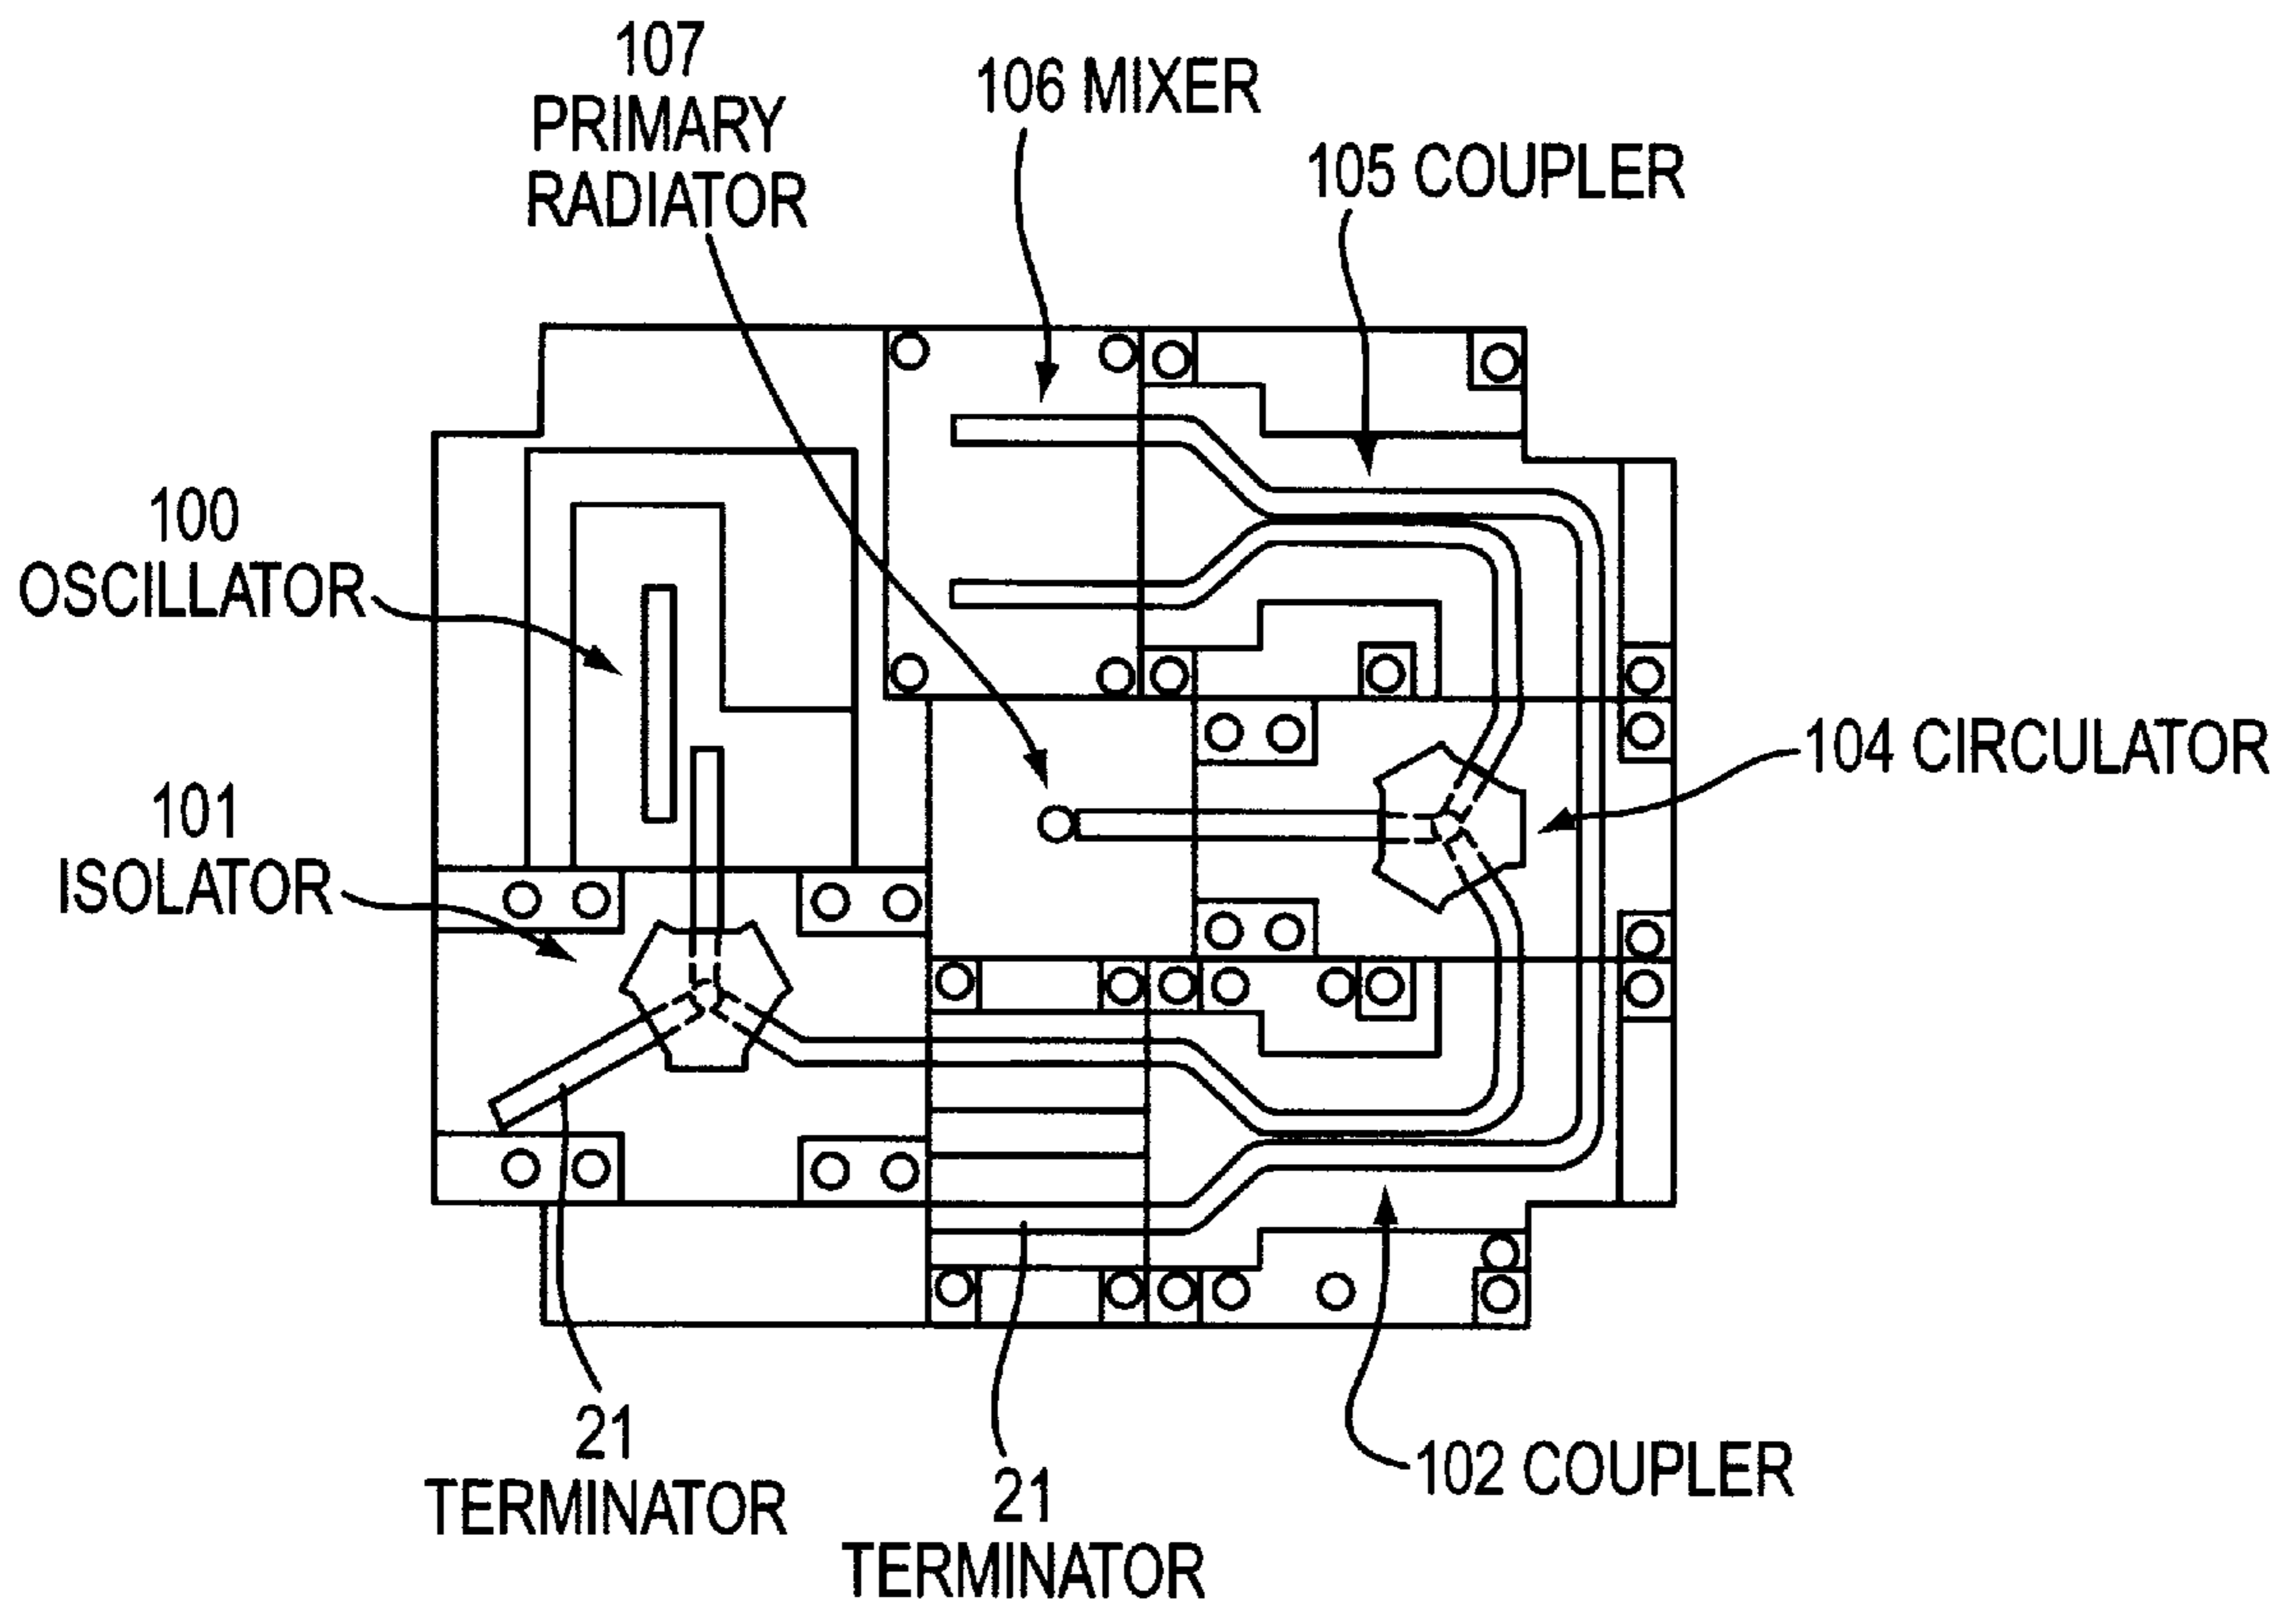 107
PRIMARY
RADIATOR
106 MIXER
105 COUPLER
100
OSCILLATOR
104 CIRCULATOR
101
ISOLATOR
21
TERMINATOR
21
TERMINATOR
102 COUPLER